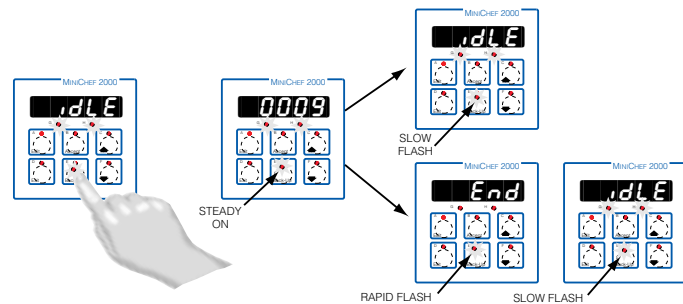 MINICHEF 2000
idLE
MINICHEF 2000
idLE
MINICHEF 2000
0009
SLOW
FLASH
STEADY
ON
MINICHEF 2000
End
MINICHEF 2000
idLE
RAPID FLASH
SLOW FLASH